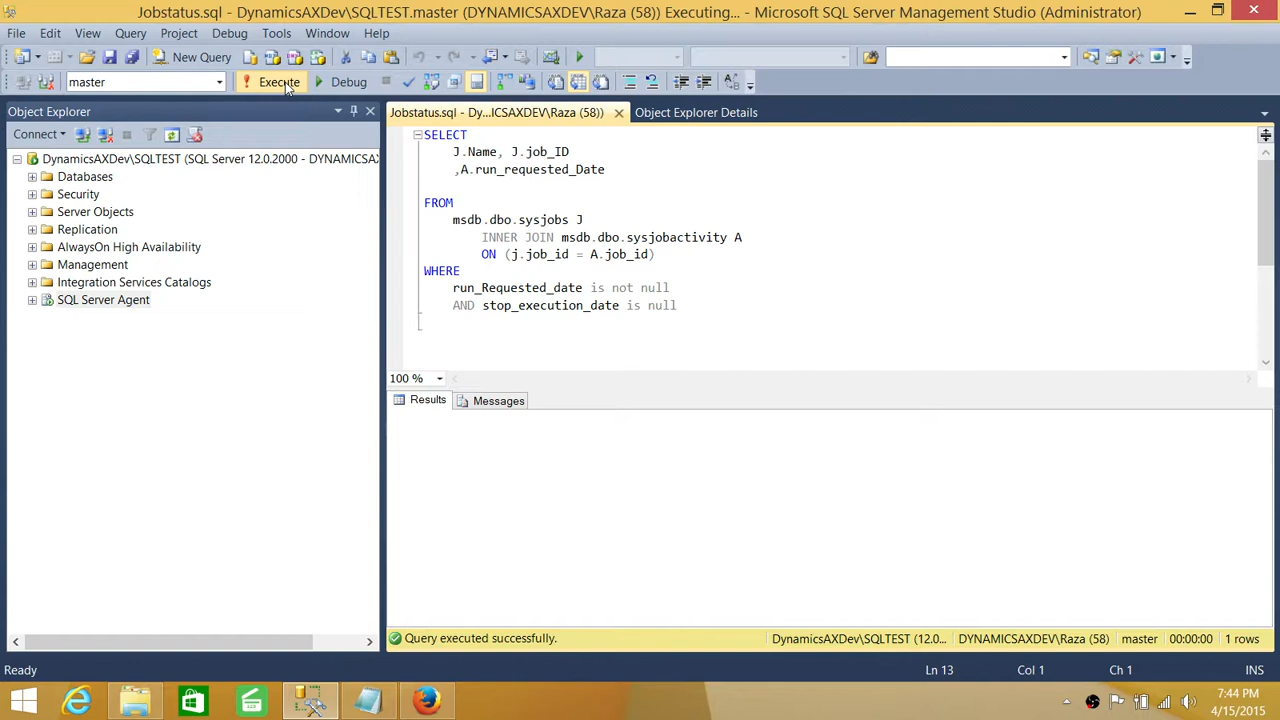 Jobstatus.sql - DynamicsAXDev\SQLTEST.master (DYNAMICSAXDEV\Raza (58)) Executing... - Microsoft SQL Server Management Studio (Administrator)
File Edit View Query Project Debug Tools Window Help
New Query
master Execute Debug
Object Explorer
Connect
DynamicsAXDev\SQLTEST (SQL Server 12.0.2000 - DYNAMICSAX
Databases
Security
Server Objects
Replication
AlwaysOn High Availability
Management
Integration Services Catalogs
SQL Server Agent
Jobstatus.sql - Dy...ICSAXDEV\Raza (58)) Object Explorer Details
SELECT
J.Name, J.job_ID
,A.run_requested_Date
FROM
msdb.dbo.sysjobs J
INNER JOIN msdb.dbo.sysjobactivity A
ON (j.job_id = A.job_id)
WHERE
run_Requested_date is not null
AND stop_execution_date is null
100 %
Results Messages
Query executed successfully. DynamicsAXDev\SQLTEST (12.0... DYNAMICSAXDEV\Raza (58) master 00:00:00 1 rows
Ready Ln 13 Col 1 Ch 1 INS
7:44 PM
4/15/2015